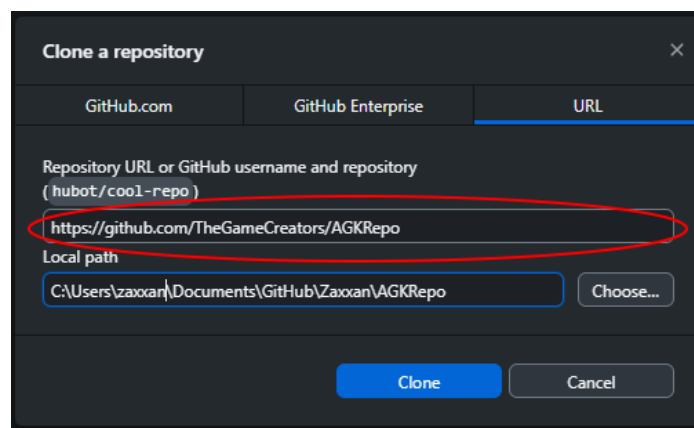 Clone a repository
GitHub.com GitHub Enterprise URL
Repository URL or GitHub username and repository
(hubot/cool-repo)
https://github.com/TheGameCreators/AGKRepo
Local path
C:\Users\zaxxan\Documents\GitHub\Zaxxan\AGKRepo Choose...
Clone Cancel